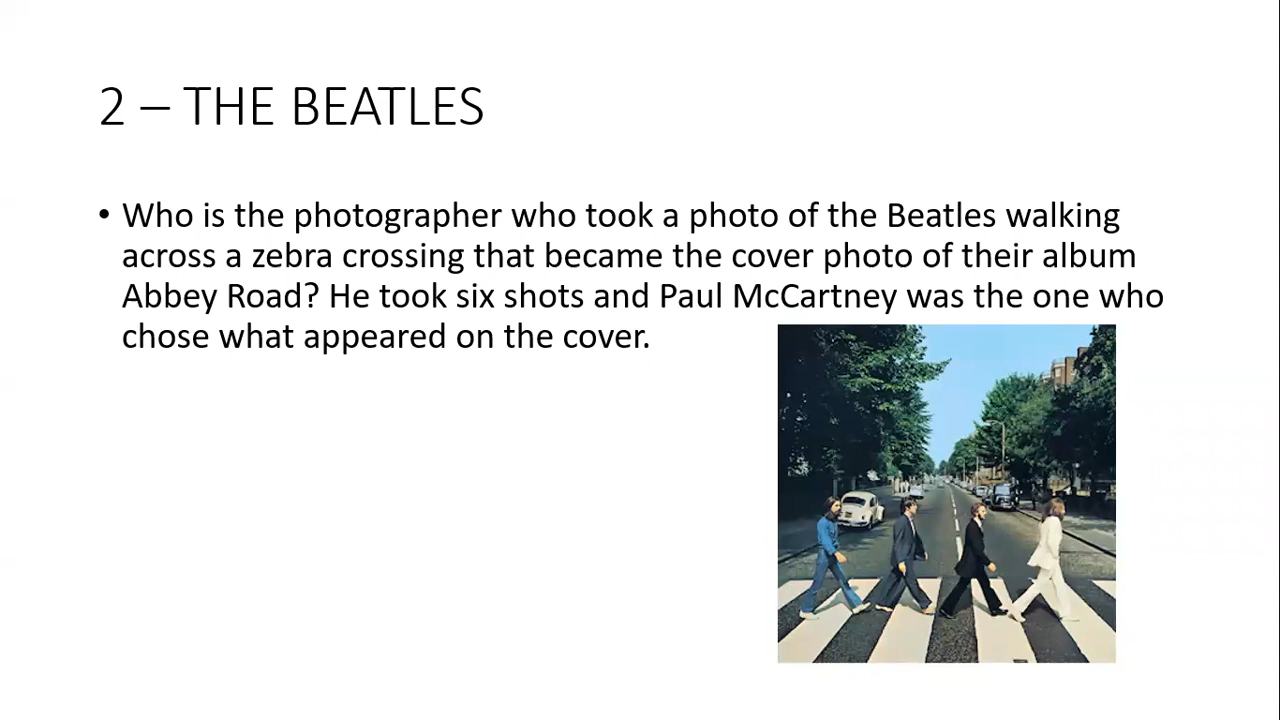 2 – THE BEATLES
• Who is the photographer who took a photo of the Beatles walking
across a zebra crossing that became the cover photo of their album
Abbey Road? He took six shots and Paul McCartney was the one who
chose what appeared on the cover.